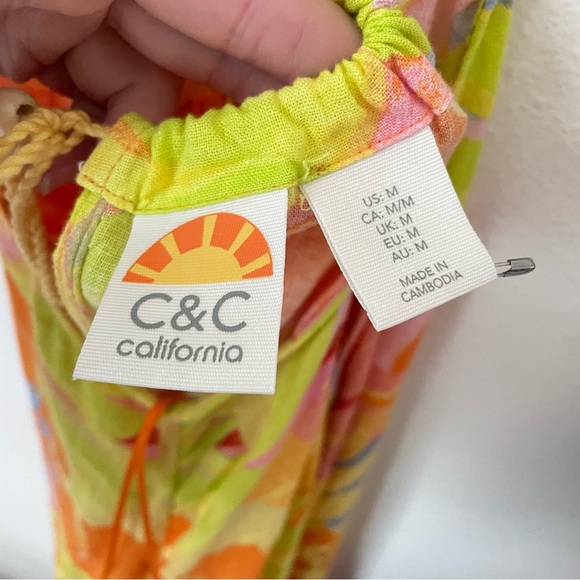 C&C
california
US: M
CA: M/M
UK: M
EU: M
AU: M
MADE IN
CAMBODIA